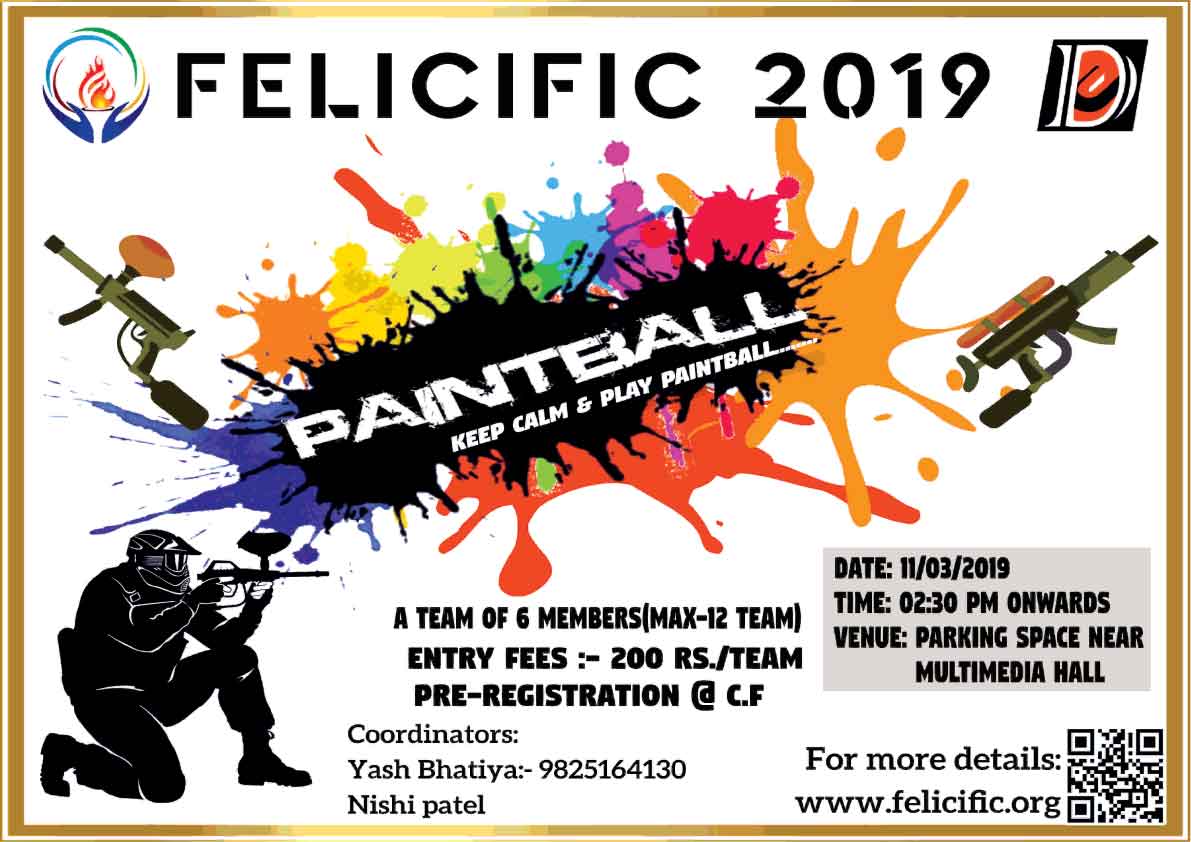 FELICIFIC 2019
PAINTBALL
KEEP CALM & PLAY PAINTBALL.......
DATE: 11/03/2019
TIME: 02:30 PM ONWARDS
VENUE: PARKING SPACE NEAR
MULTIMEDIA HALL
A TEAM OF 6 MEMBERS(MAX-12 TEAM)
ENTRY FEES :- 200 RS./TEAM
PRE-REGISTRATION @ C.F
Coordinators:
Yash Bhatiya:- 9825164130
Nishi patel
For more details:
www.felicific.org